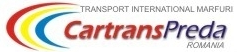 TRANSPORT INTERNATIONAL MARFURI
CartransPreda
ROMANIA